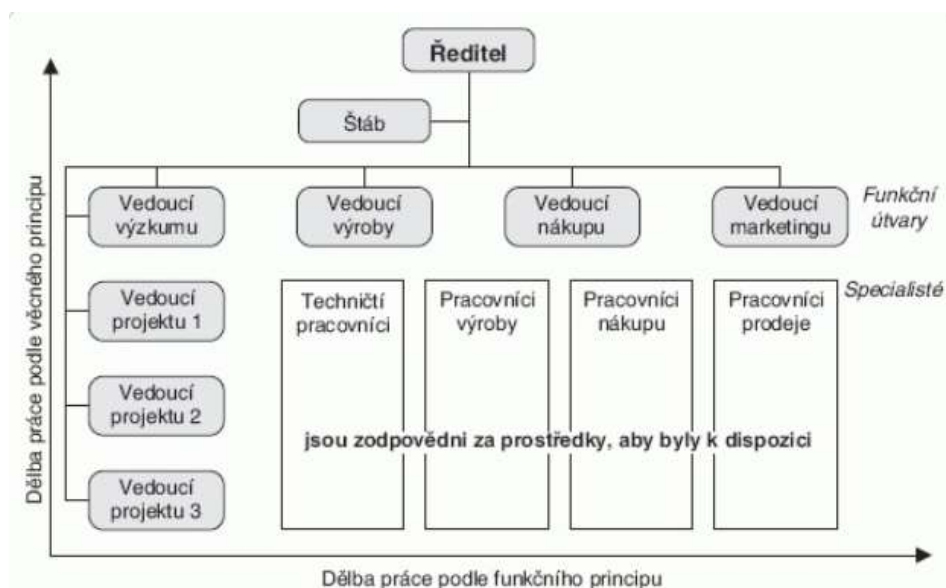 Ředitel
Štáb
Vedoucí
výzkumu
Vedoucí
výroby
Vedoucí
nákupu
Vedoucí
marketingu
Funkční
útvary
Vedoucí
projektu 1
Techničtí
pracovníci
Pracovníci
výroby
Pracovníci
nákupu
Pracovníci
prodeje
Specialisté
Vedoucí
projektu 2
jsou zodpovědni za prostředky, aby byly k dispozici
Vedoucí
projektu 3
Dělba práce podle věcného principu
Dělba práce podle funkčního principu